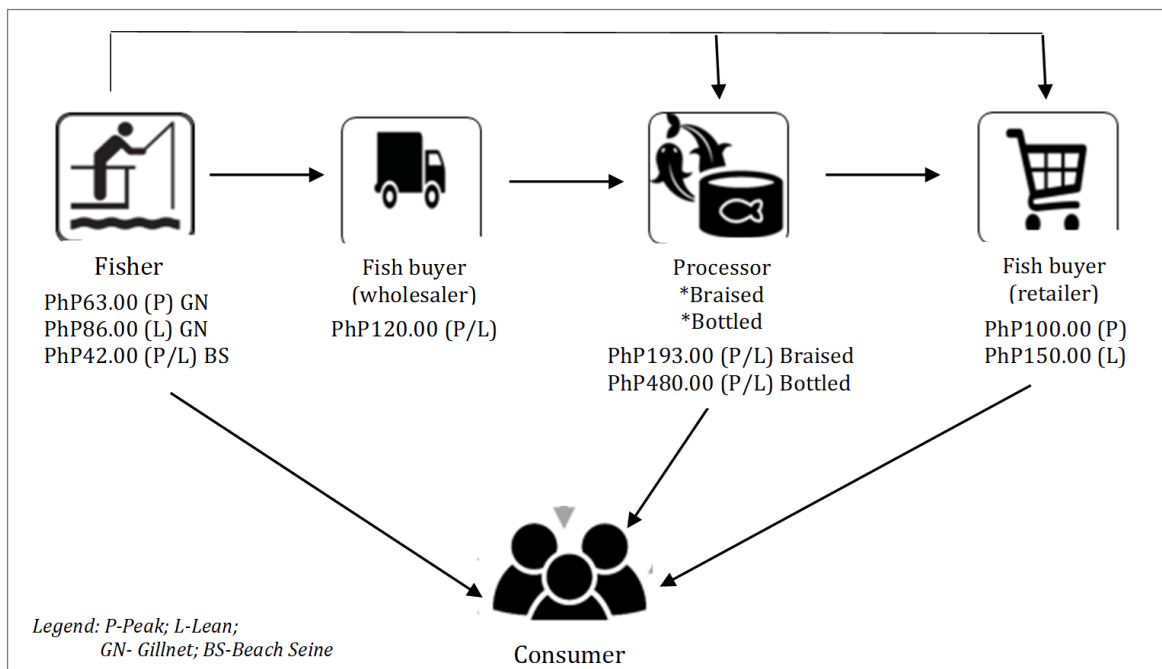 Fisher
PhP63.00 (P) GN
PhP86.00 (L) GN
PhP42.00 (P/L) BS
Fish buyer
(wholesaler)
PhP120.00 (P/L)
Processor
*Braised
*Bottled
PhP193.00 (P/L) Braised
PhP480.00 (P/L) Bottled
Fish buyer
(retailer)
PhP100.00 (P)
PhP150.00 (L)
Consumer
Legend: P-Peak; L-Lean;
GN- Gillnet; BS-Beach Seine